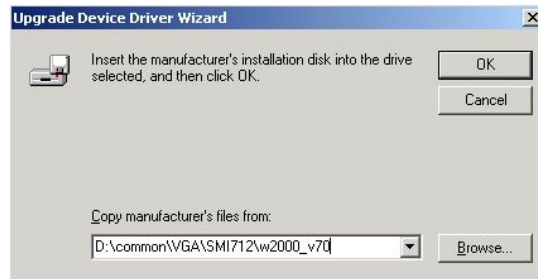 Upgrade Device Driver Wizard
Insert the manufacturer's installation disk into the drive
selected, and then click OK.
OK
Cancel
Copy manufacturer's files from:
D:\common\VGA\SMI712\w2000_v70
Browse...